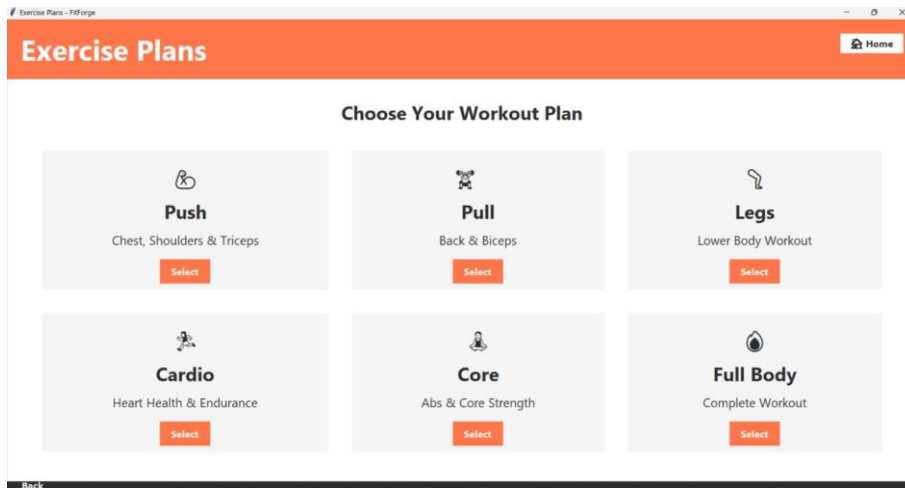 Exercise Plans - FitForge
Exercise Plans
Home
Choose Your Workout Plan
Push
Chest, Shoulders & Triceps
Select
Pull
Back & Biceps
Select
Legs
Lower Body Workout
Select
Cardio
Heart Health & Endurance
Select
Core
Abs & Core Strength
Select
Full Body
Complete Workout
Select
Back